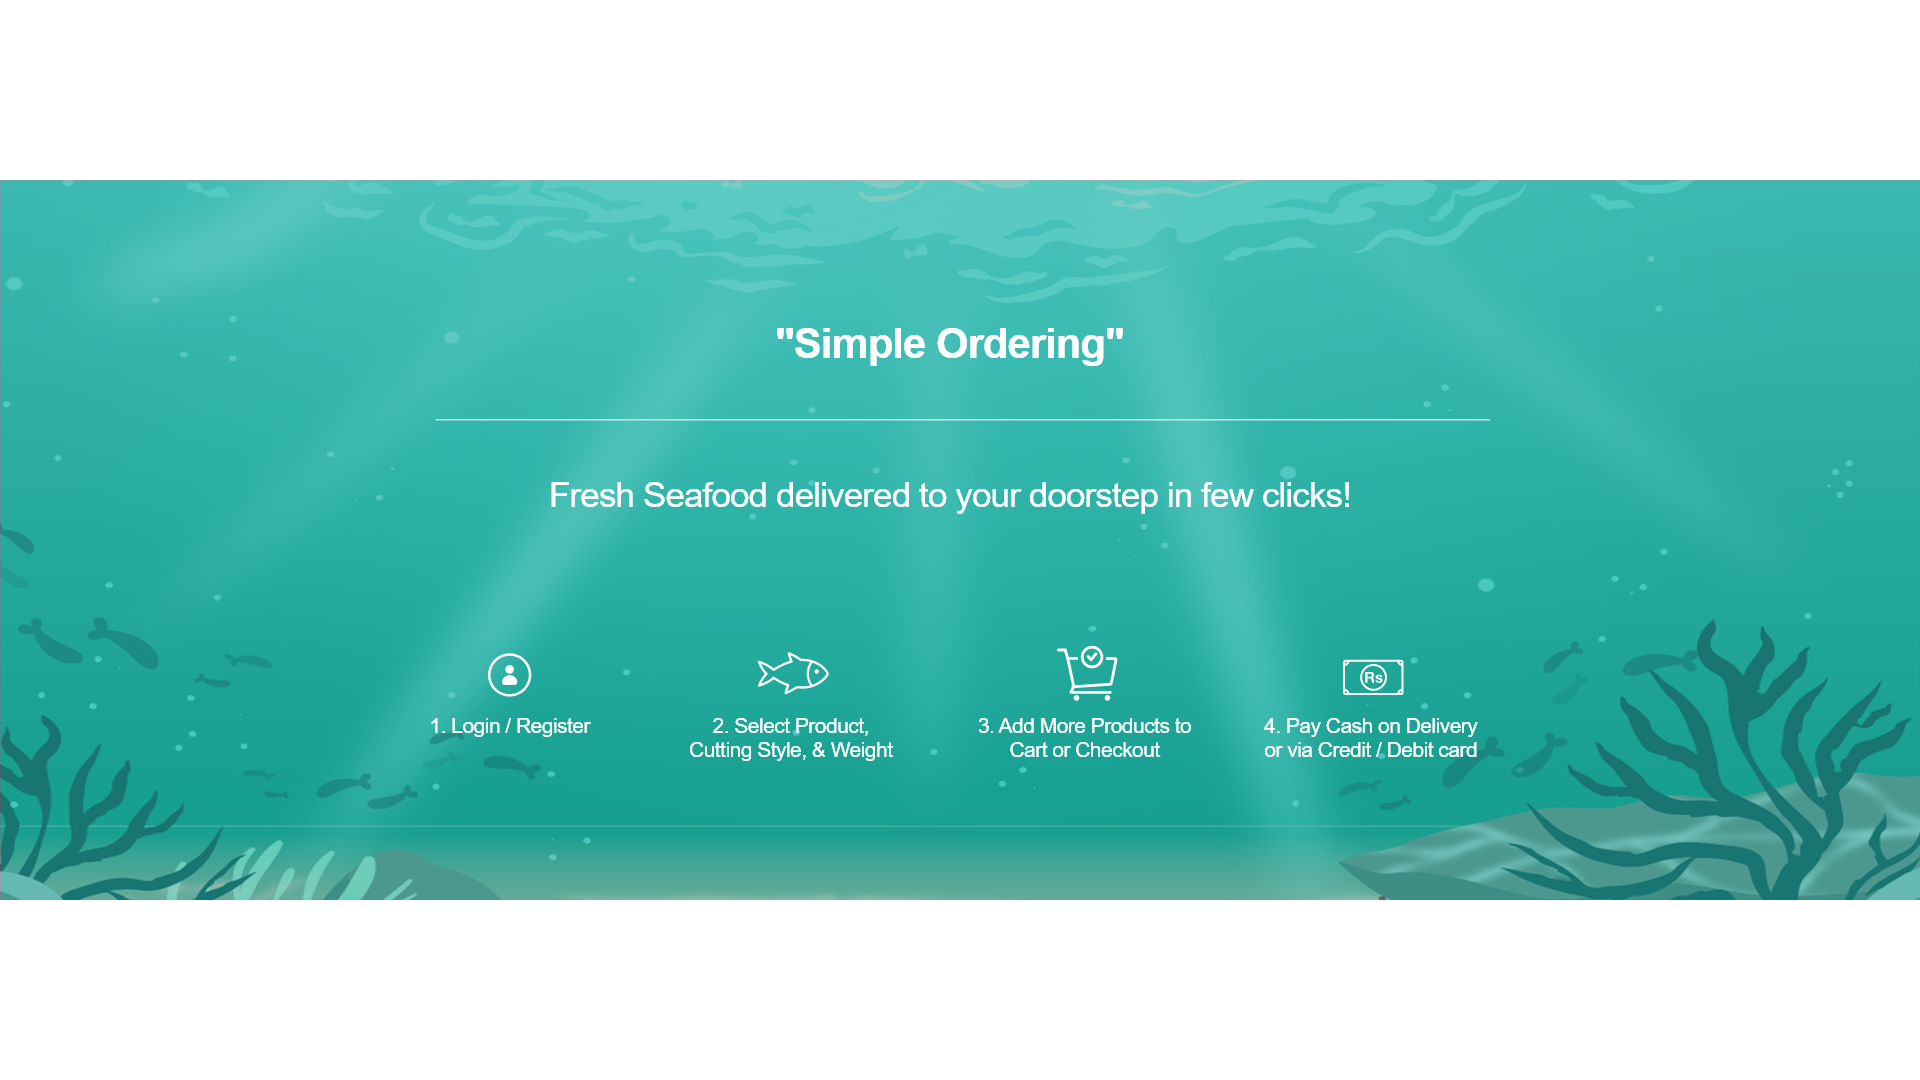 "Simple Ordering"
Fresh Seafood delivered to your doorstep in few clicks!
Rs
1. Login / Register
2. Select Product,
Cutting Style, & Weight
3. Add More Products to
Cart or Checkout
4. Pay Cash on Delivery
or via Credit / Debit card